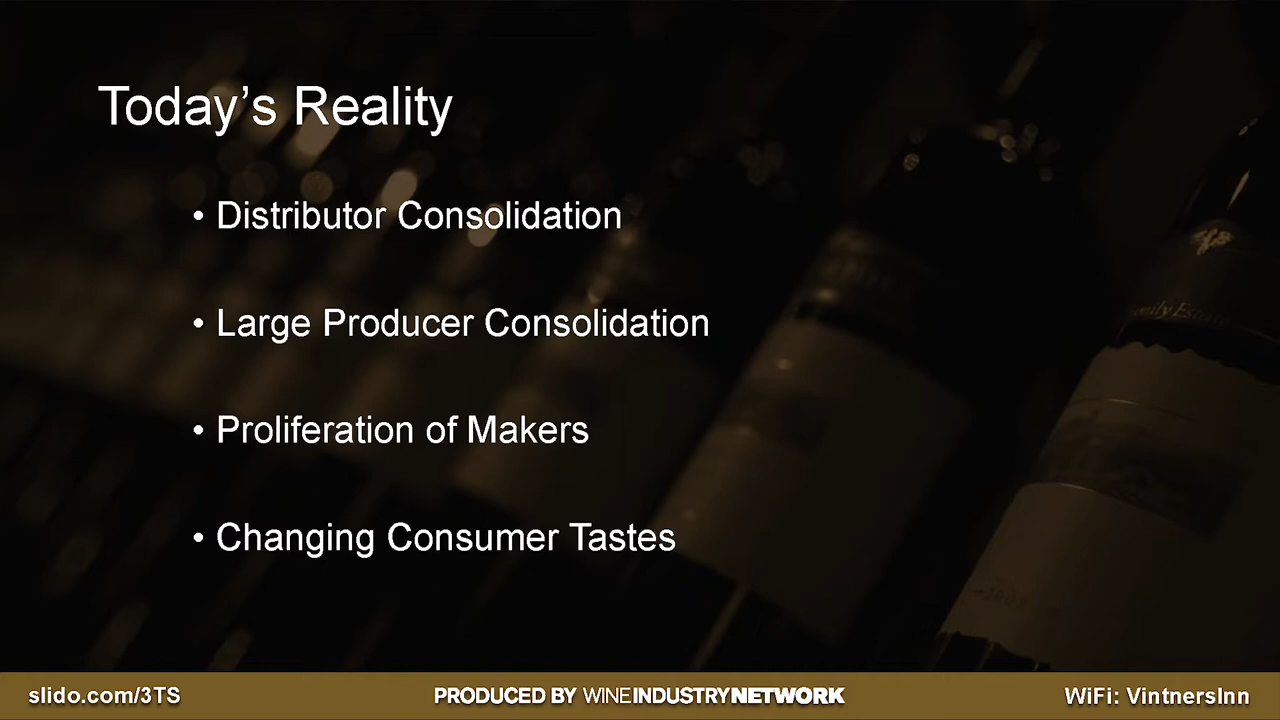 Today’s Reality
• Distributor Consolidation
• Large Producer Consolidation
• Proliferation of Makers
• Changing Consumer Tastes
slido.com/3TS
PRODUCED BY WINEINDUSTRYNETWORK
WiFi: VintnersInn